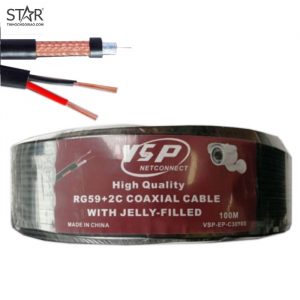 STAR
VSP
NETCONNECT
High Quality
RG59+2C COAXIAL CABLE
WITH JELLY-FILLED
100M
MADE IN CHINA